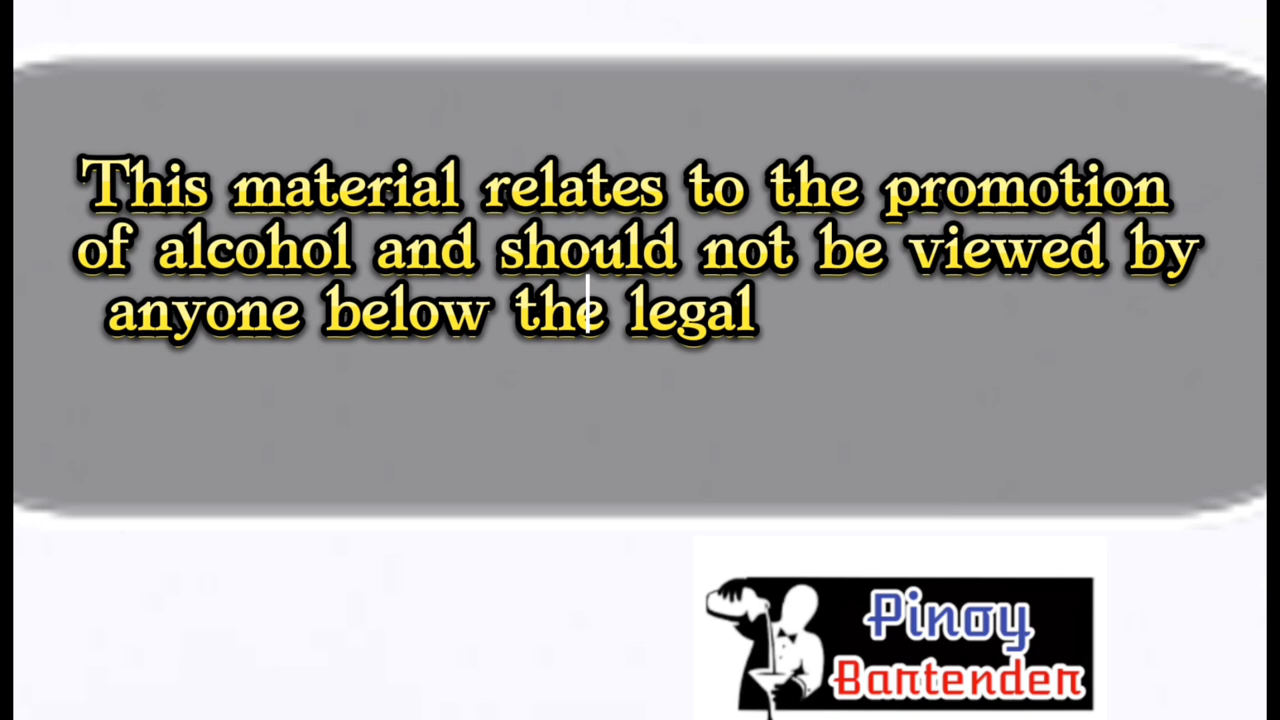 This material relates to the promotion
of alcohol and should not be viewed by
anyone below the legal
Pinoy
Bartender